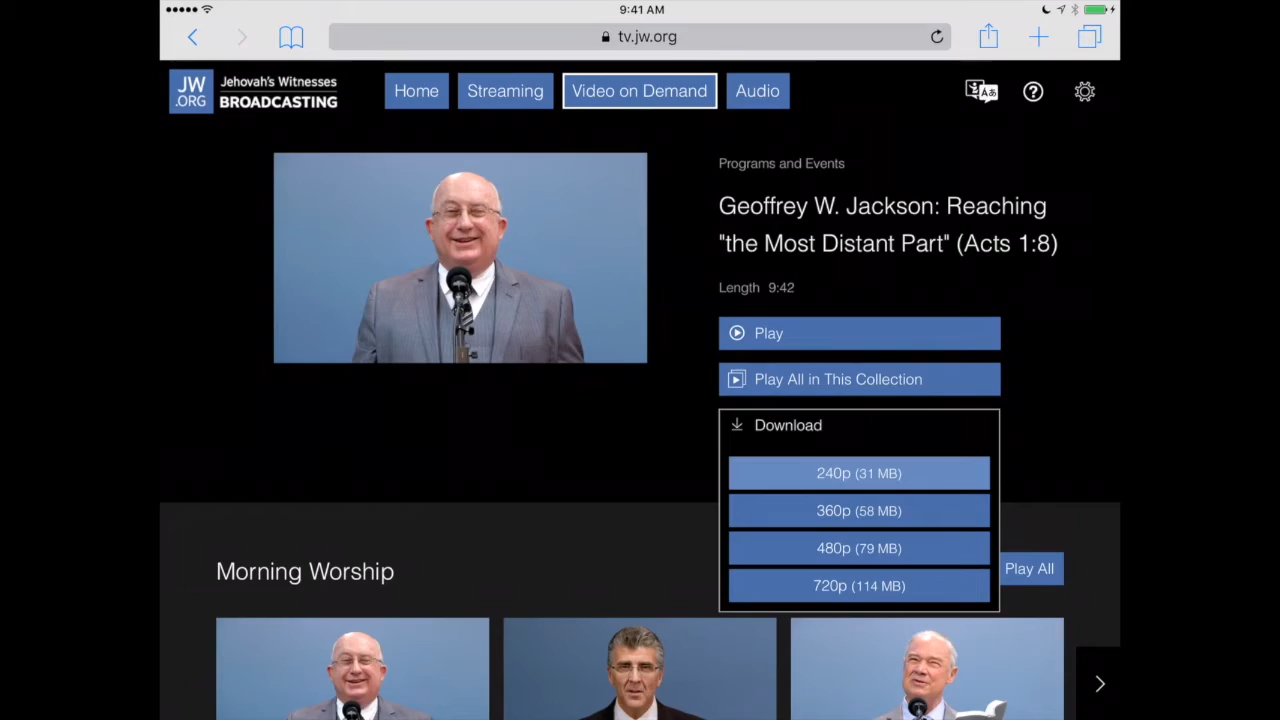 9:41 AM
tv.jw.org
JW
.ORG
Jehovah's Witnesses
BROADCASTING
Home
Streaming
Video on Demand
Audio
Programs and Events
Geoffrey W. Jackson: Reaching
"the Most Distant Part" (Acts 1:8)
Length 9:42
Play
Play All in This Collection
Download
240p (31 MB)
360p (58 MB)
480p (79 MB)
720p (114 MB)
Morning Worship
Play All